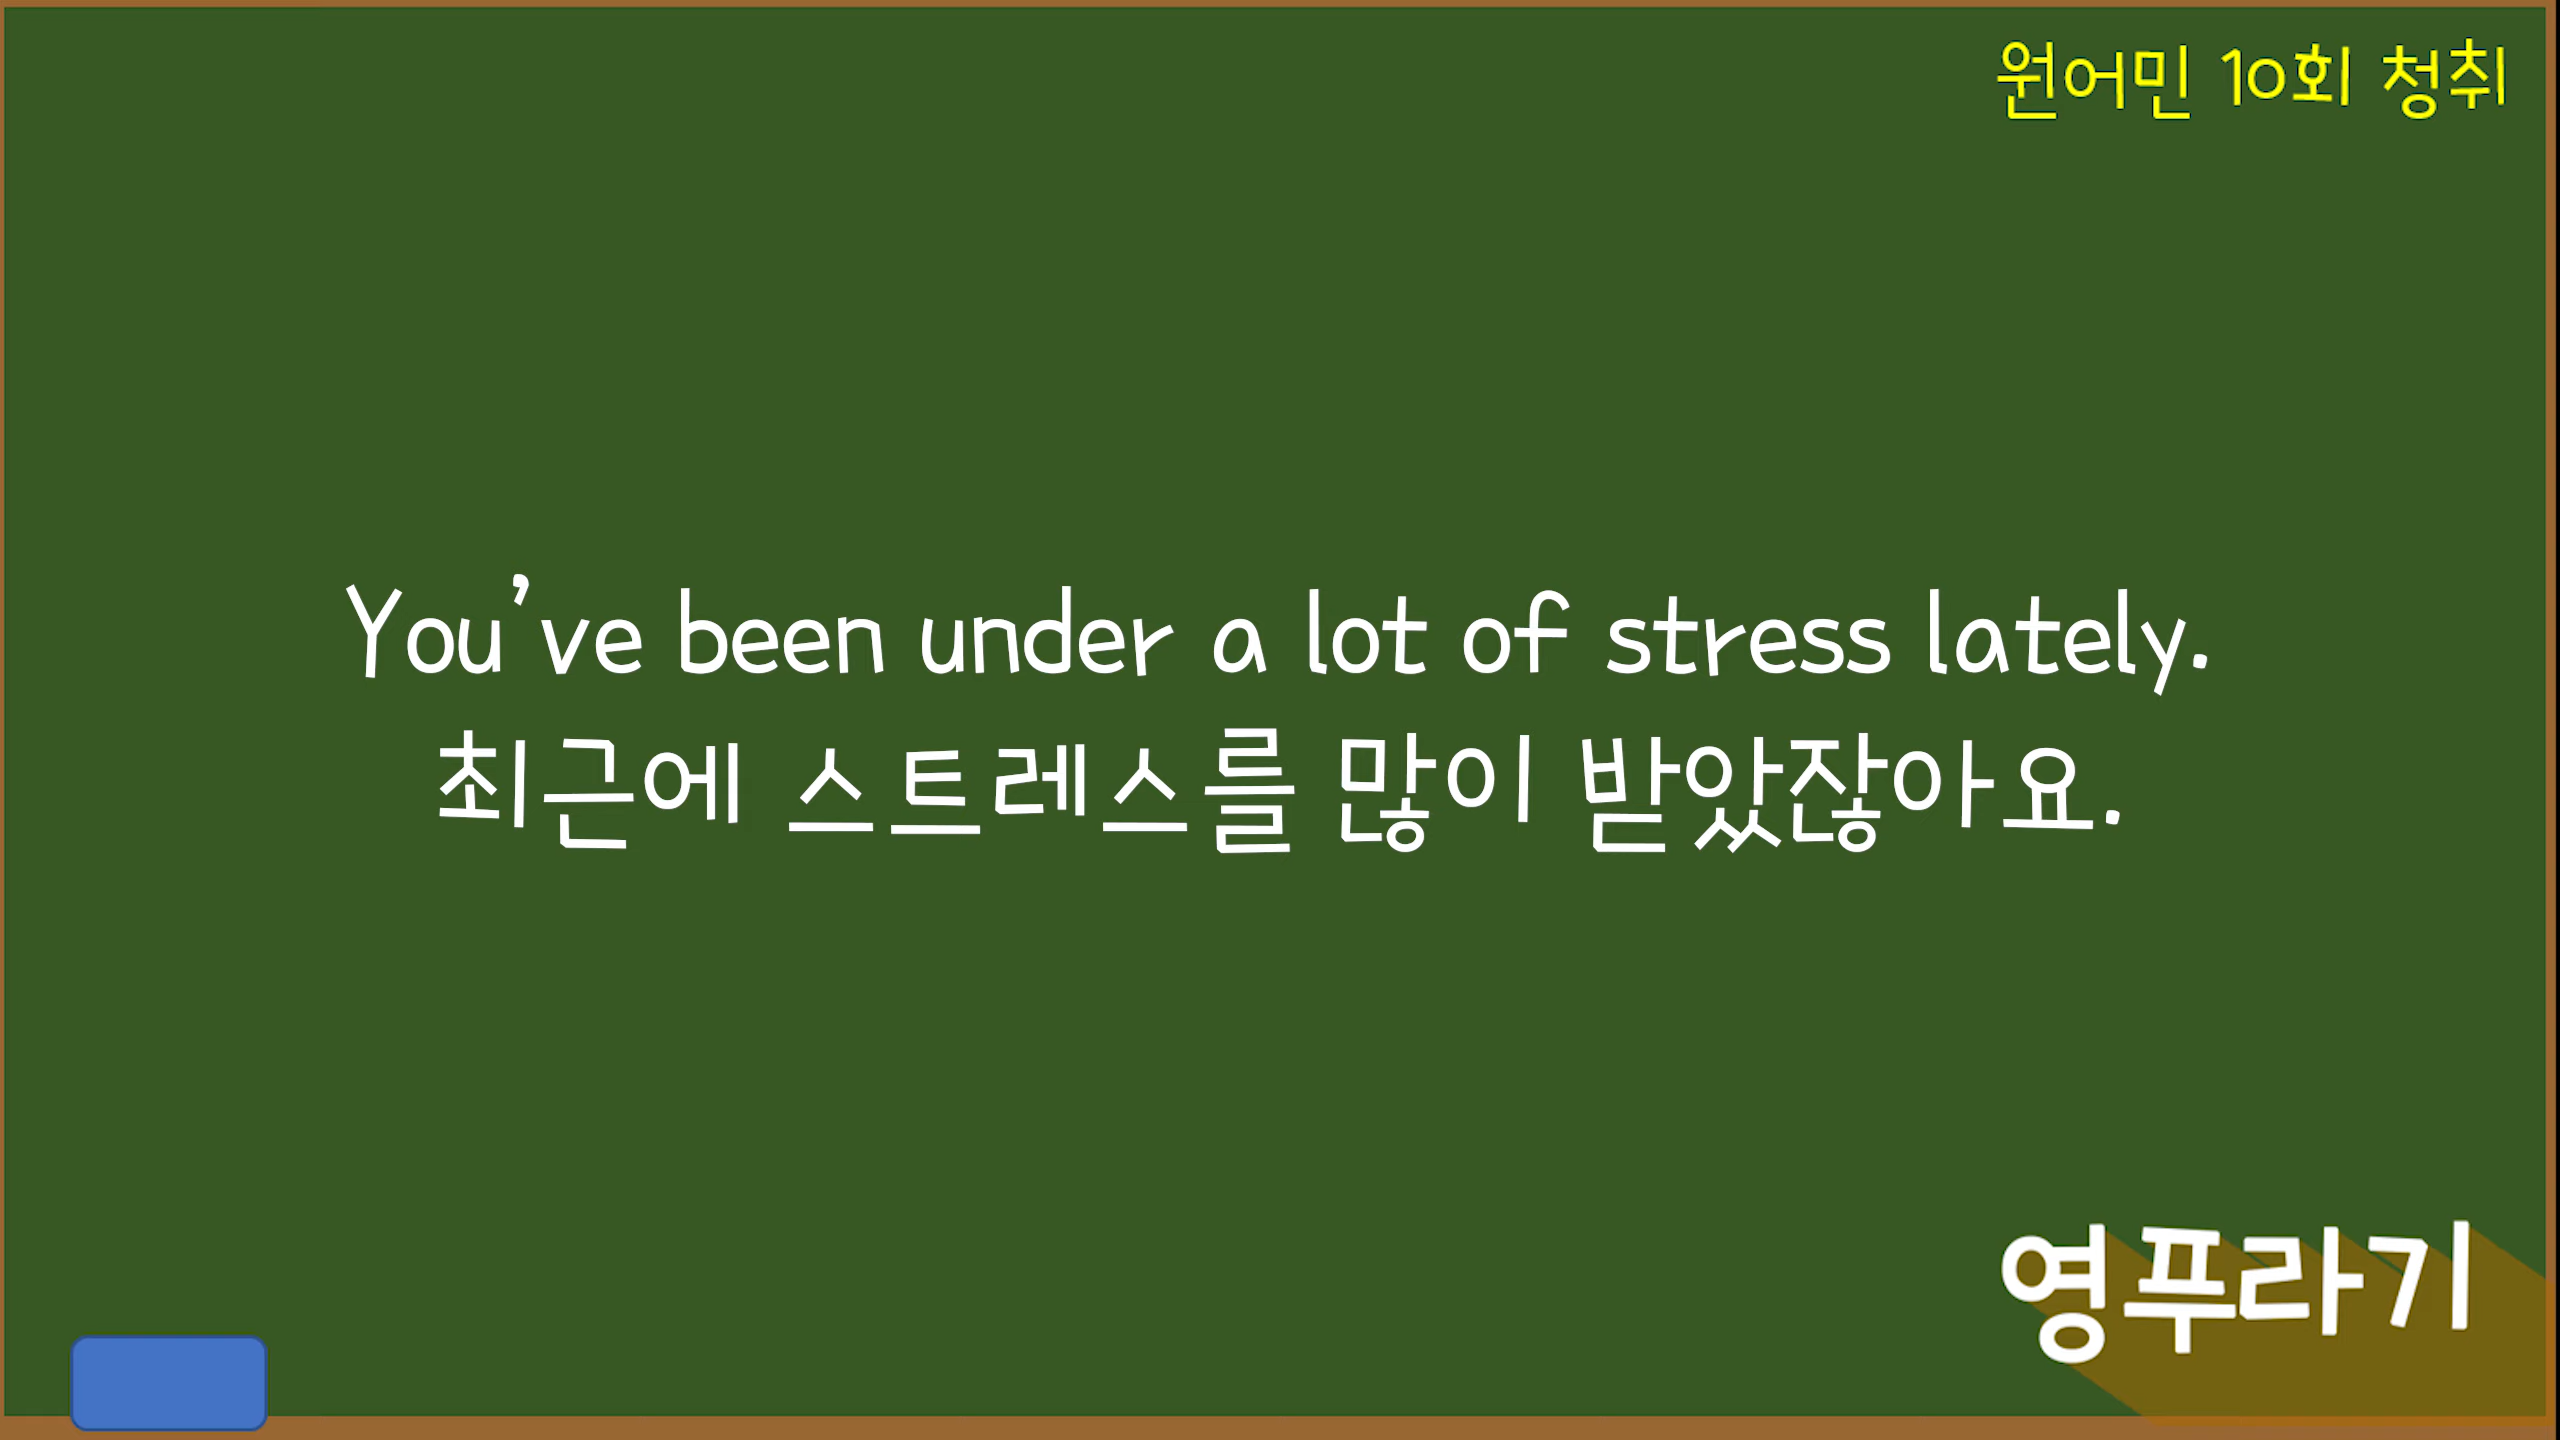 원어민 10회 청취
You've been under a lot of stress lately.
최근에 스트레스를 많이 받았잖아요.
영푸라기